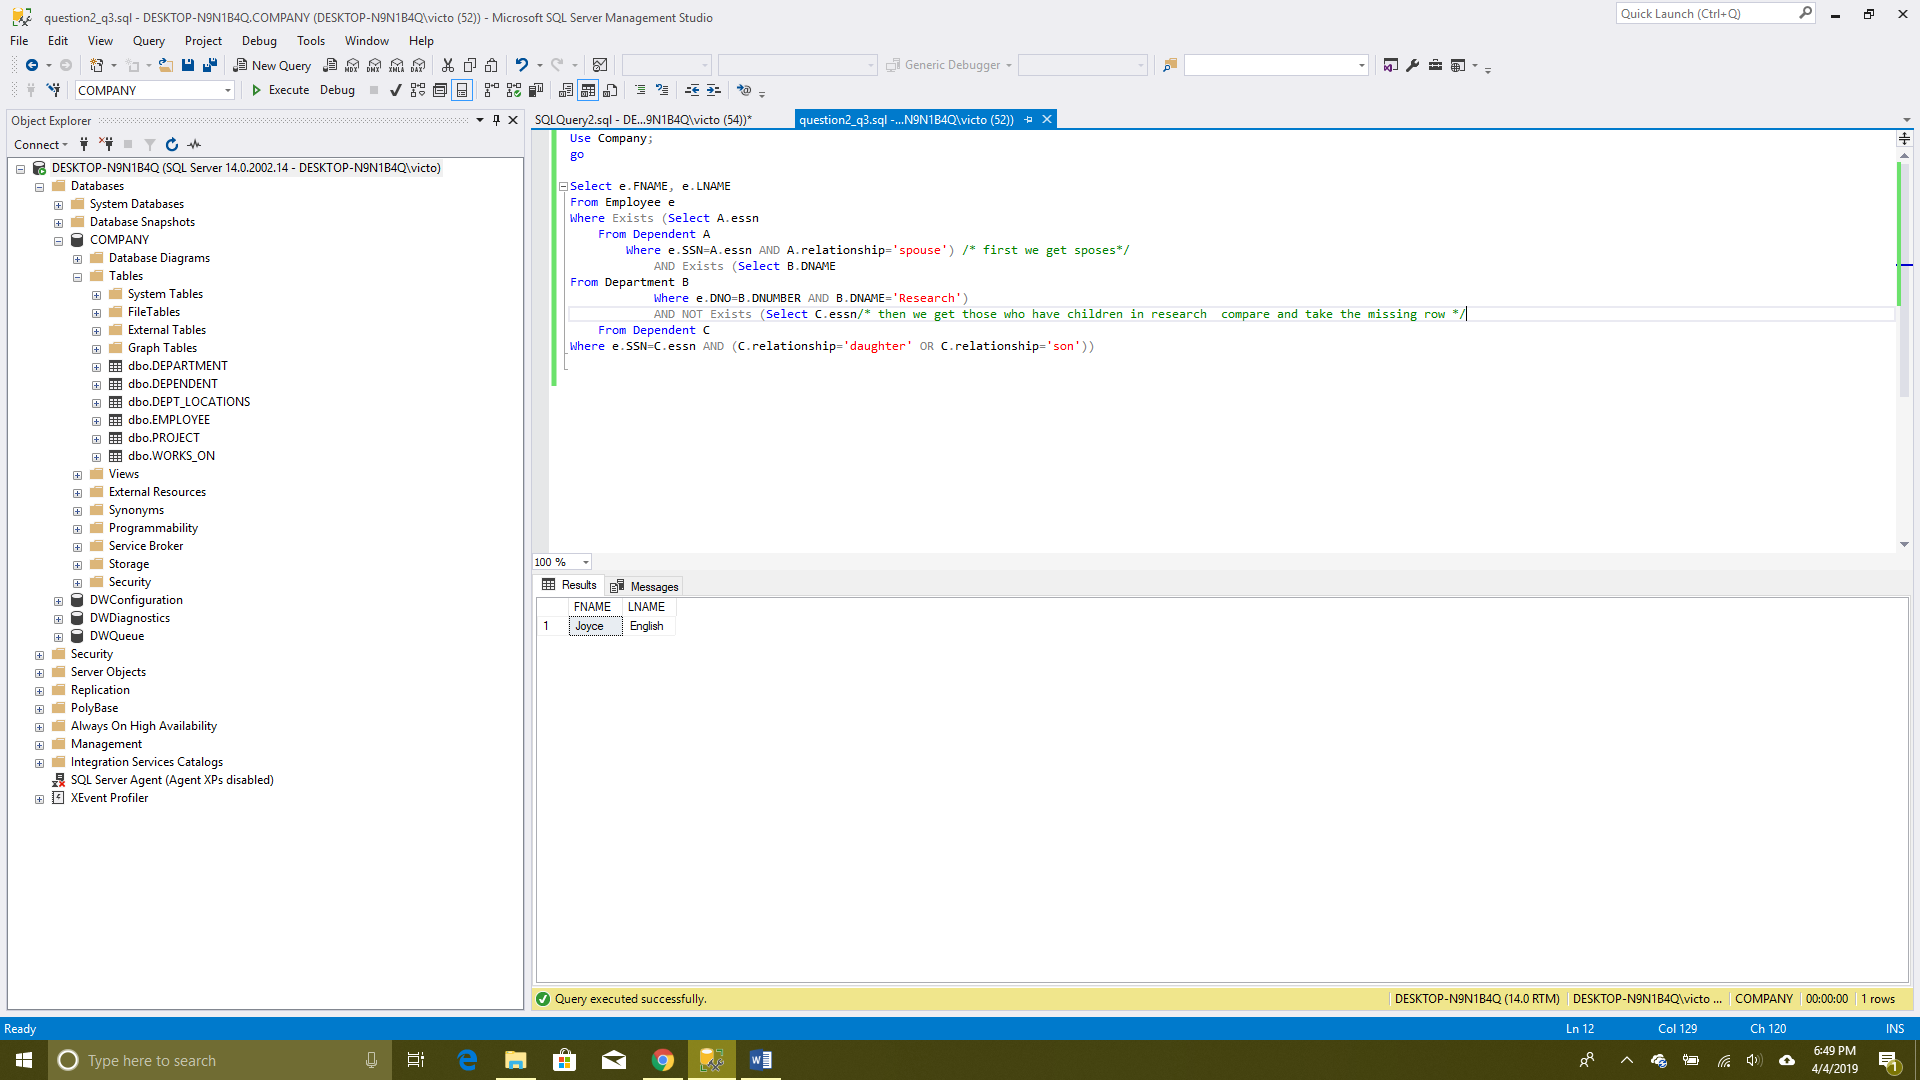 question2_q3.sql - DESKTOP-N9N1B4Q.COMPANY (DESKTOP-N9N1B4Q\victo (52)) - Microsoft SQL Server Management Studio
Quick Launch (Ctrl+Q)
File Edit View Query Project Debug Tools Window Help
New Query
MDX DMX XMLA DAX
Generic Debugger
COMPANY
Execute Debug
Object Explorer
Connect
DESKTOP-N9N1B4Q (SQL Server 14.0.2002.14 - DESKTOP-N9N1B4Q\victo)
Databases
System Databases
Database Snapshots
COMPANY
Database Diagrams
Tables
System Tables
FileTables
External Tables
Graph Tables
dbo.DEPARTMENT
dbo.DEPENDENT
dbo.DEPT_LOCATIONS
dbo.EMPLOYEE
dbo.PROJECT
dbo.WORKS_ON
Views
External Resources
Synonyms
Programmability
Service Broker
Storage
Security
DWConfiguration
DWDiagnostics
DWQueue
Security
Server Objects
Replication
PolyBase
Always On High Availability
Management
Integration Services Catalogs
SQL Server Agent (Agent XPs disabled)
XEvent Profiler
SQLQuery2.sql - DE...9N1B4Q\victo (54))*
question2_q3.sql -...N9N1B4Q\victo (52))
Use Company;
go
Select e.FNAME, e.LNAME
From Employee e
Where Exists (Select A.essn
From Dependent A
Where e.SSN=A.essn AND A.relationship='spouse') /* first we get sposes*/
AND Exists (Select B.DNAME
From Department B
Where e.DNO=B.DNUMBER AND B.DNAME='Research')
AND NOT Exists (Select C.essn/* then we get those who have children in research  compare and take the missing row */
From Dependent C
Where e.SSN=C.essn AND (C.relationship='daughter' OR C.relationship='son'))
100 %
Results Messages
FNAME LNAME
1 Joyce English
Query executed successfully.
DESKTOP-N9N1B4Q (14.0 RTM) DESKTOP-N9N1B4Q\victo ... COMPANY 00:00:00 1 rows
Ready
Ln 12 Col 129 Ch 120 INS
Type here to search
6:49 PM
4/4/2019
1